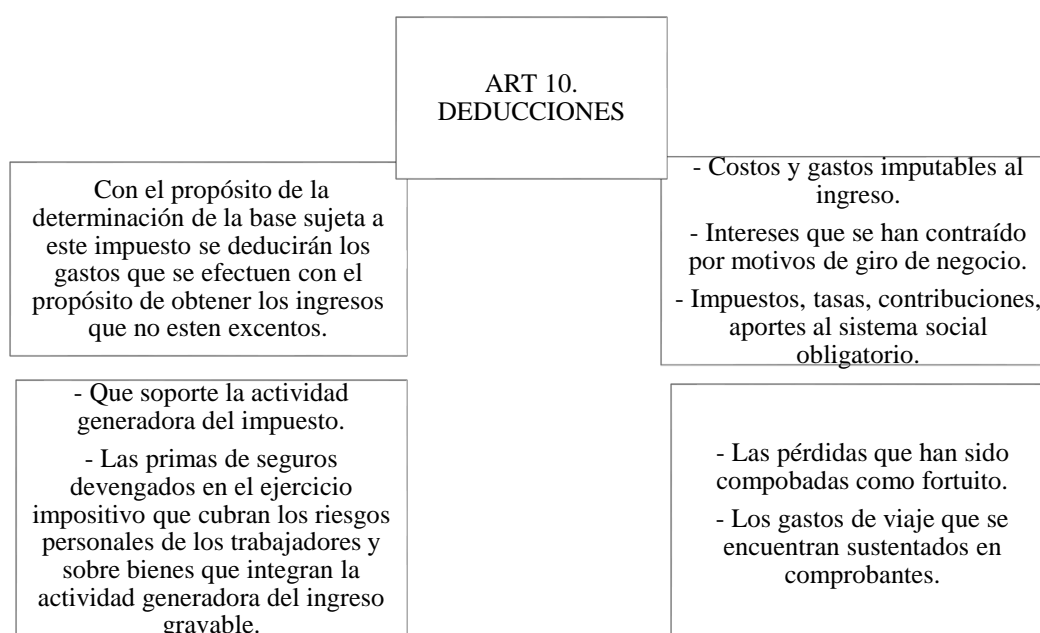 ART 10.
DEDUCCIONES
Con el propósito de la
determinación de la base sujeta a
este impuesto se deducirán los
gastos que se efectuen con el
propósito de obtener los ingresos
que no esten excentos.
- Costos y gastos imputables al
ingreso.
- Intereses que se han contraído
por motivos de giro de negocio.
- Impuestos, tasas, contribuciones,
aportes al sistema social
obligatorio.
- Que soporte la actividad
generadora del impuesto.
- Las primas de seguros
devengados en el ejercicio
impositivo que cubran los riesgos
personales de los trabajadores y
sobre bienes que integran la
actividad generadora del ingreso
gravable.
- Las pérdidas que han sido
compobadas como fortuito.
- Los gastos de viaje que se
encuentran sustentados en
comprobantes.